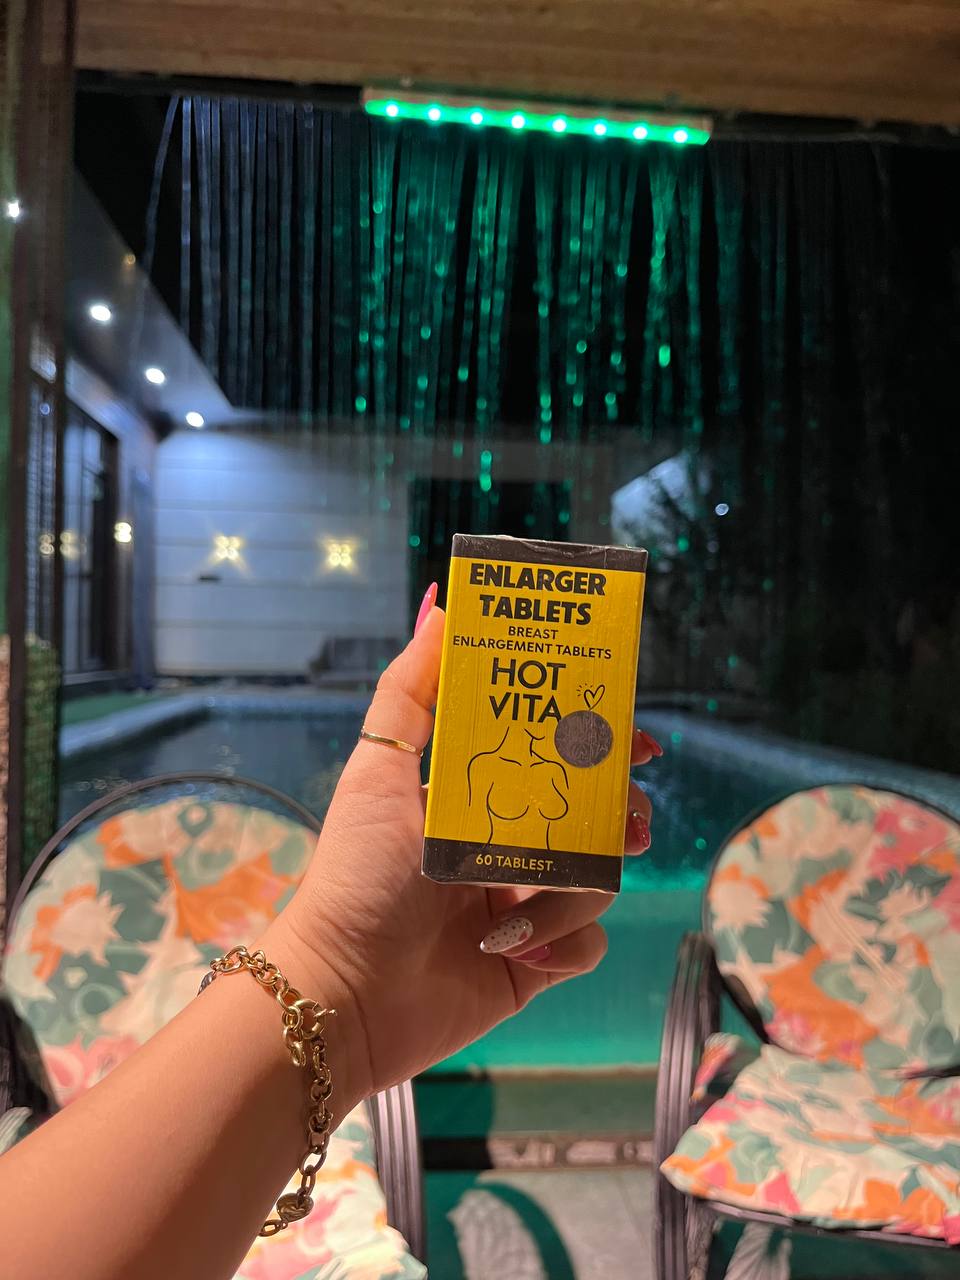 ENLARGER
TABLETS
BREAST
ENLARGEMENT TABLETS
HOT
VITA
60 TABLEST